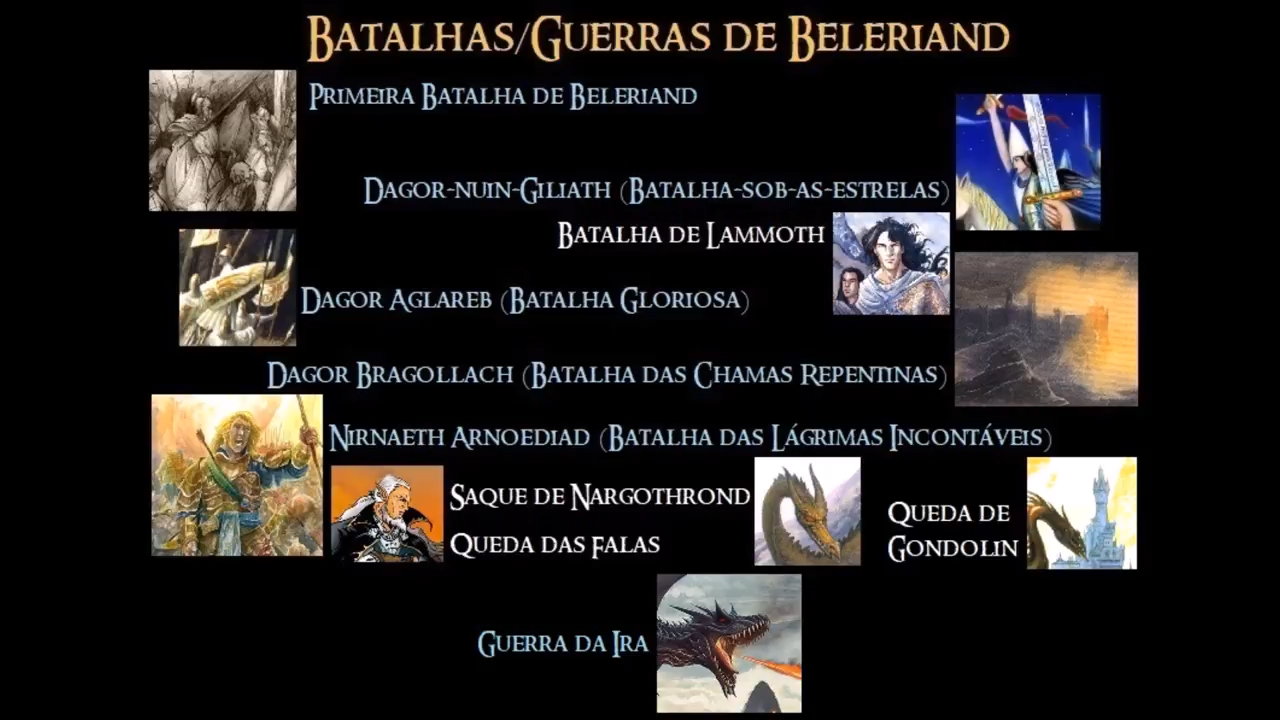 Batalhas/Guerras de Beleriand
Primeira Batalha de Beleriand
Dagor-nuin-Giliath (Batalha-sob-as-estrelas)
Batalha de Lammoth
Dagor Aglareb (Batalha Gloriosa)
Dagor Bragollach (Batalha das Chamas Repentinas)
Nirnaeth Arnoediad (Batalha das Lágrimas Incontáveis)
Saque de Nargothrond
Queda das Falas
Queda de
Gondolin
Guerra da Ira